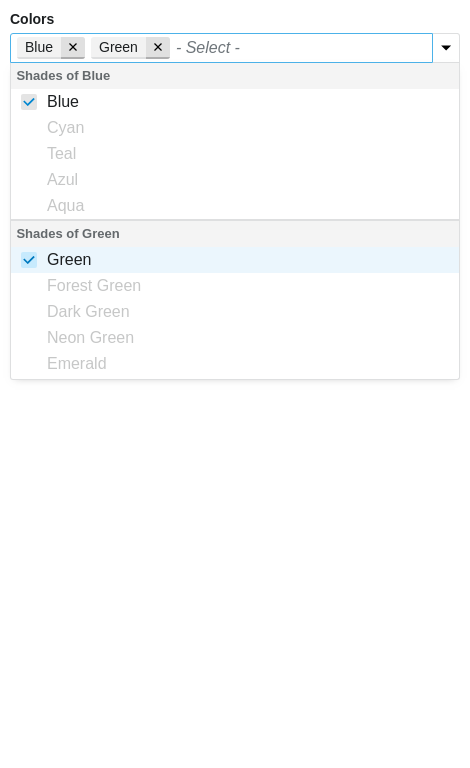 Colors
Blue ✕ Green ✕ - Select -
Shades of Blue
Blue
Cyan
Teal
Azul
Aqua
Shades of Green
Green
Forest Green
Dark Green
Neon Green
Emerald